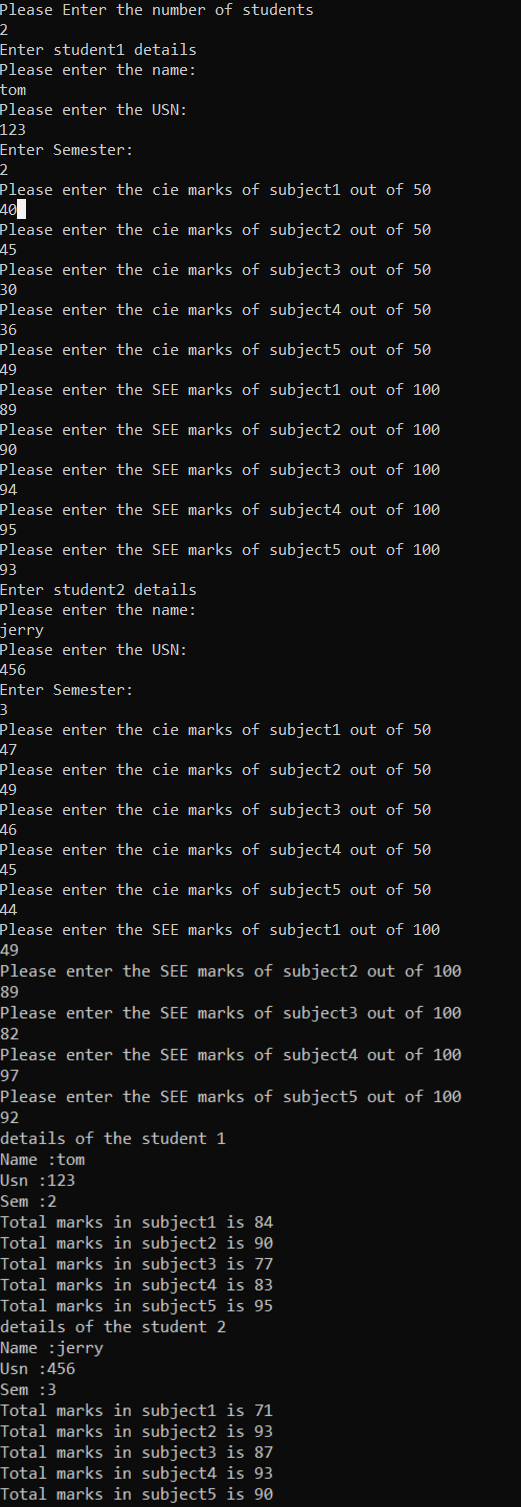 Please Enter the number of students
2
Enter student1 details
Please enter the name:
tom
Please enter the USN:
123
Enter Semester:
2
Please enter the cie marks of subject1 out of 50
40
Please enter the cie marks of subject2 out of 50
45
Please enter the cie marks of subject3 out of 50
30
Please enter the cie marks of subject4 out of 50
36
Please enter the cie marks of subject5 out of 50
49
Please enter the SEE marks of subject1 out of 100
89
Please enter the SEE marks of subject2 out of 100
90
Please enter the SEE marks of subject3 out of 100
94
Please enter the SEE marks of subject4 out of 100
95
Please enter the SEE marks of subject5 out of 100
93
Enter student2 details
Please enter the name:
jerry
Please enter the USN:
456
Enter Semester:
3
Please enter the cie marks of subject1 out of 50
47
Please enter the cie marks of subject2 out of 50
49
Please enter the cie marks of subject3 out of 50
46
Please enter the cie marks of subject4 out of 50
45
Please enter the cie marks of subject5 out of 50
44
Please enter the SEE marks of subject1 out of 100
49
Please enter the SEE marks of subject2 out of 100
89
Please enter the SEE marks of subject3 out of 100
82
Please enter the SEE marks of subject4 out of 100
97
Please enter the SEE marks of subject5 out of 100
92
details of the student 1
Name :tom
Usn :123
Sem :2
Total marks in subject1 is 84
Total marks in subject2 is 90
Total marks in subject3 is 77
Total marks in subject4 is 83
Total marks in subject5 is 95
details of the student 2
Name :jerry
Usn :456
Sem :3
Total marks in subject1 is 71
Total marks in subject2 is 93
Total marks in subject3 is 87
Total marks in subject4 is 93
Total marks in subject5 is 90